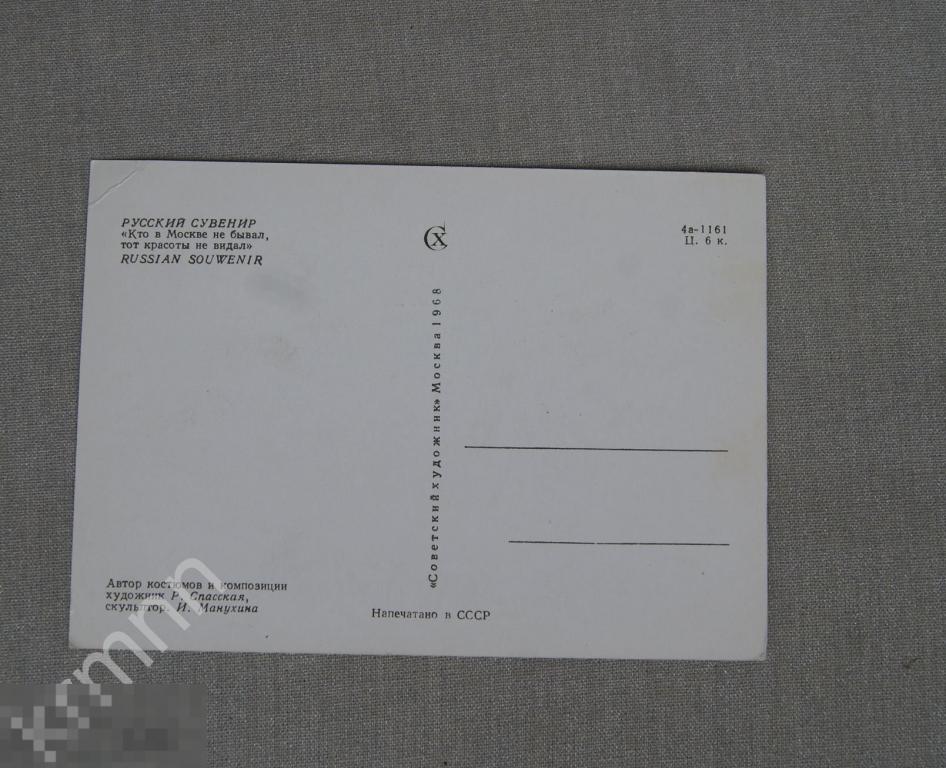 РУССКИЙ СУВЕНИР
«Кто в Москве не бывал,
тот красоты не видал»
RUSSIAN SOUWENIR
СХ
4а-1161
Ц. 6 к.
«Советский художник» Москва 1968
Автор костюмов и композиции
художник Р. Спасская,
скульптор И. Манухина
Напечатано в СССР